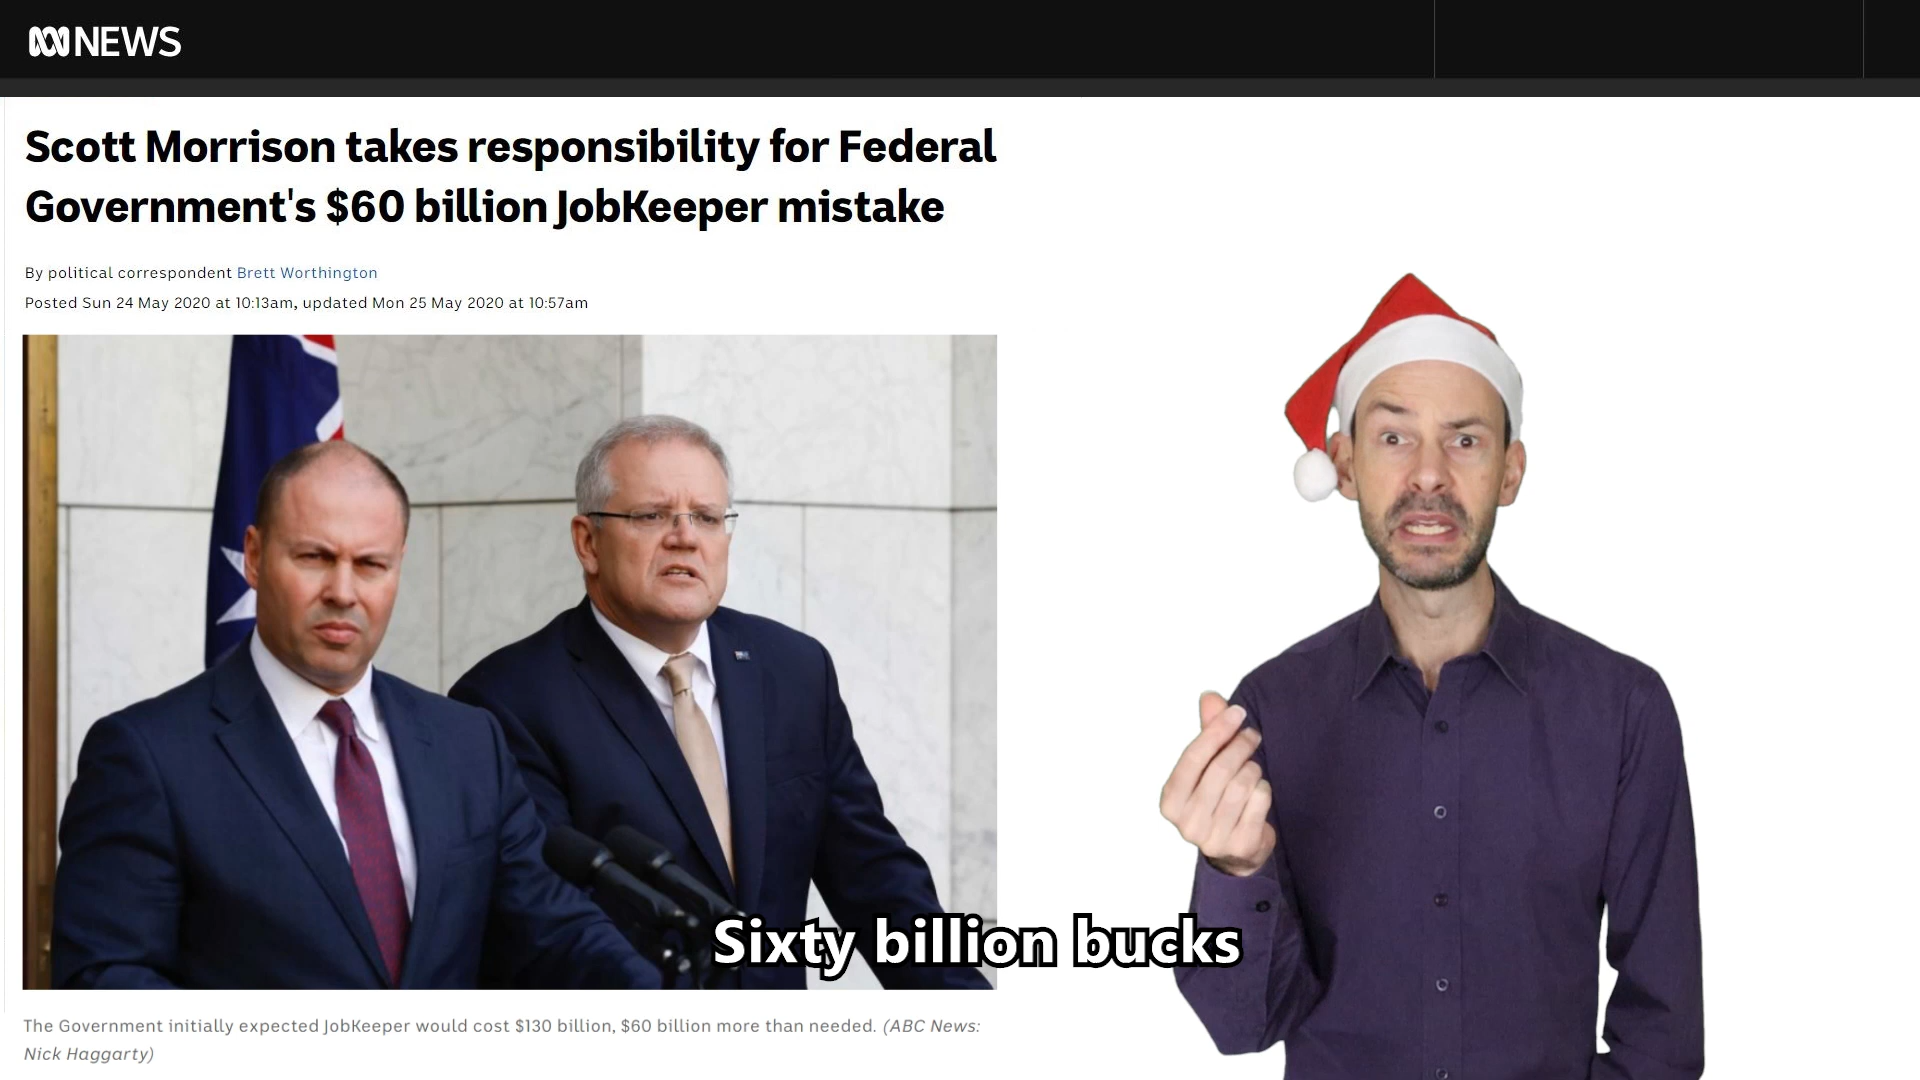 NEWS
Scott Morrison takes responsibility for Federal
Government's $60 billion JobKeeper mistake
By political correspondent Brett Worthington
Posted Sun 24 May 2020 at 10:13am, updated Mon 25 May 2020 at 10:57am
Sixty billion bucks
The Government initially expected JobKeeper would cost $130 billion, $60 billion more than needed. (ABC News:
Nick Haggarty)